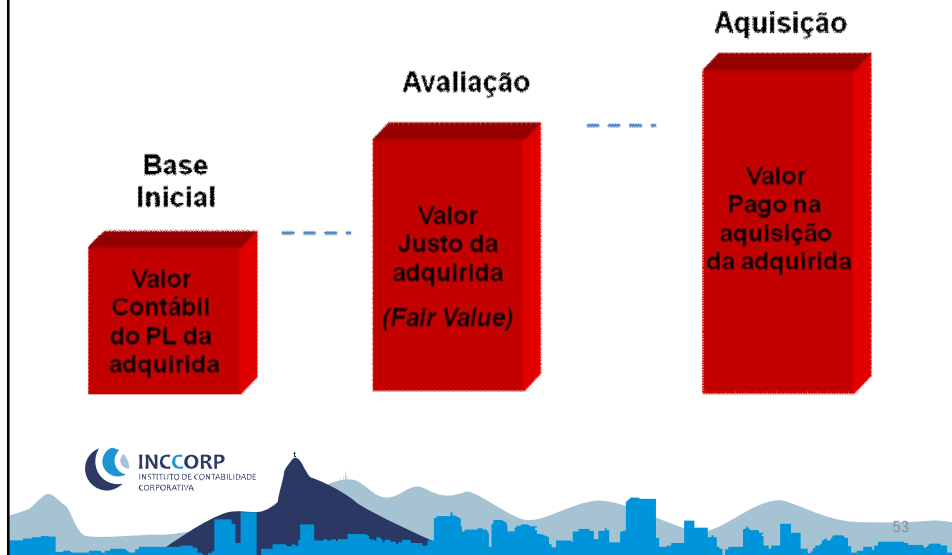 Base
Inicial
Valor
Contábil
do PL da
adquirida
Avaliação
Valor
Justo da
adquirida
(Fair Value)
Aquisição
Valor
Pago na
aquisição
da adquirida
INCCORP
INSTITUTO DE CONTABILIDADE
CORPORATIVA
53